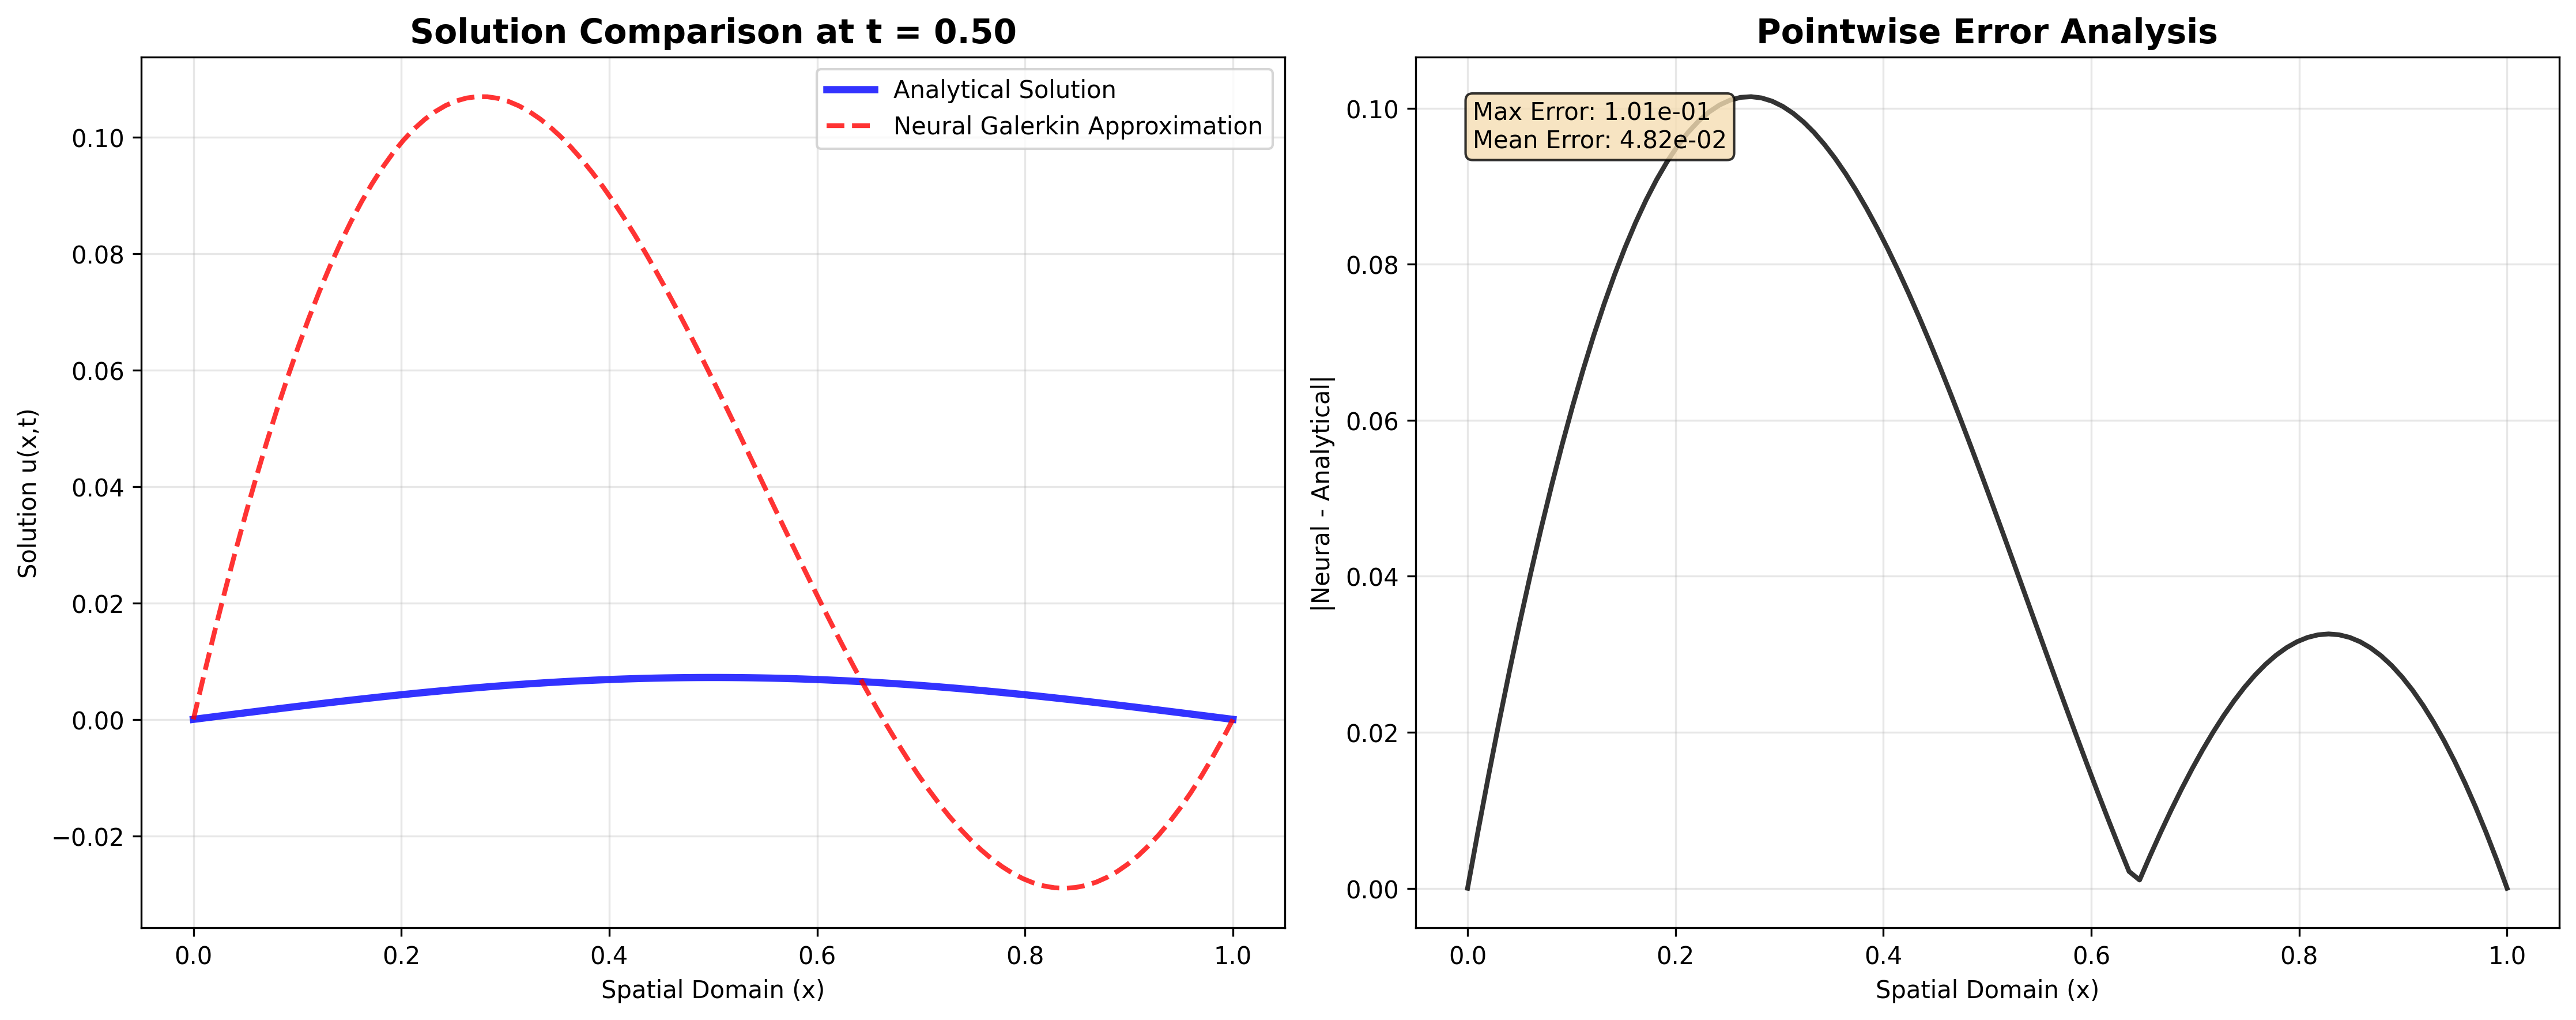 Solution Comparison at t = 0.50
Analytical Solution
Neural Galerkin Approximation
Solution u(x,t)
0.10
0.08
0.06
0.04
0.02
0.00
−0.02
0.0 0.2 0.4 0.6 0.8 1.0
Spatial Domain (x)
Pointwise Error Analysis
Max Error: 1.01e-01
Mean Error: 4.82e-02
|Neural - Analytical|
0.10
0.08
0.06
0.04
0.02
0.00
0.0 0.2 0.4 0.6 0.8 1.0
Spatial Domain (x)